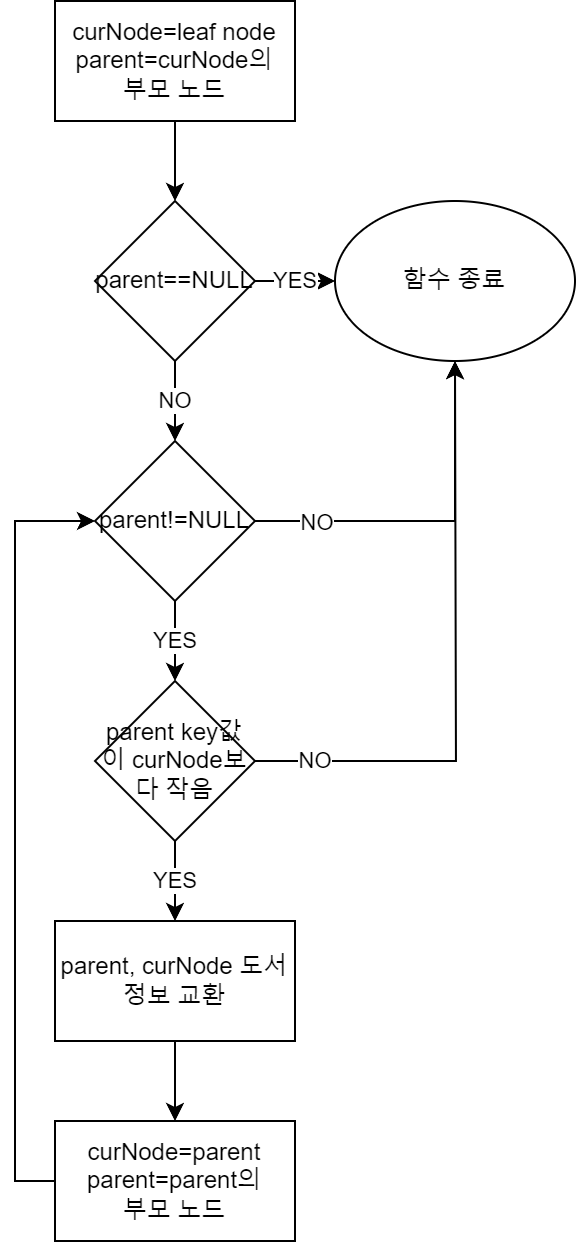 curNode=leaf node
parent=curNode의
부모 노드
parent==NULL
YES
함수 종료
NO
parent!=NULL
NO
YES
parent key값
이 curNode보
다 작음
NO
YES
parent, curNode 도서
정보 교환
curNode=parent
parent=parent의
부모 노드